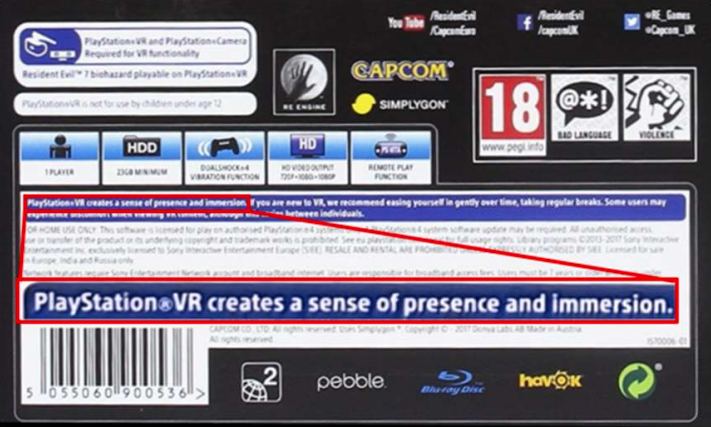 You Tube /ResidentEvil
/CapcomEuro
/ResidentEvil
/capcomUK
@RE_Games
@Capcom_UK
PlayStation®VR and PlayStation®Camera
Required for VR functionality
Resident Evil™ 7 biohazard playable on PlayStation®VR
PlayStation®VR is not for use by children under age 12
RE ENGINE
CAPCOM®
SIMPLYGON™
18
www.pegi.info
BAD LANGUAGE
VIOLENCE
1 PLAYER
HDD
23GB MINIMUM
DUALSHOCK®4
VIBRATION FUNCTION
HD
HD VIDEO OUTPUT
720p•1080i•1080p
PS VITA
REMOTE PLAY
FUNCTION
PlayStation®VR creates a sense of presence and immersion. If you are new to VR, we recommend easing yourself in gently over time, taking regular breaks. Some users may
experience discomfort when viewing VR content, although this varies between individuals.
FOR HOME USE ONLY. This software is licensed for play on authorised PlayStation®4 systems. PlayStation®4 system software update may be required. All unauthorised access,
use or transfer of the product or its underlying copyright and trademark works is prohibited. See eu.playstation.com for full usage rights. Library programs ©2013-2017 Sony Interactive
Entertainment Inc. exclusively licensed to Sony Interactive Entertainment Europe (SIEE). RESALE AND RENTAL ARE PROHIBITED UNLESS EXPRESSLY AUTHORISED BY SIEE. Licensed for sale
in Europe, India and Russia only.
Network features require Sony Entertainment Network account and broadband internet. Users are responsible for broadband access fees. Users must be 7 years or
PlayStation®VR creates a sense of presence and immersion.
CAPCOM CO., LTD. All rights reserved. Uses Simplygon ®, Copyright © 2017 Donya Labs AB Made in Austria.
All rights reserved.
IS70006-01
5 055060 900536 >
2
pebble
Blu-ray Disc
havok